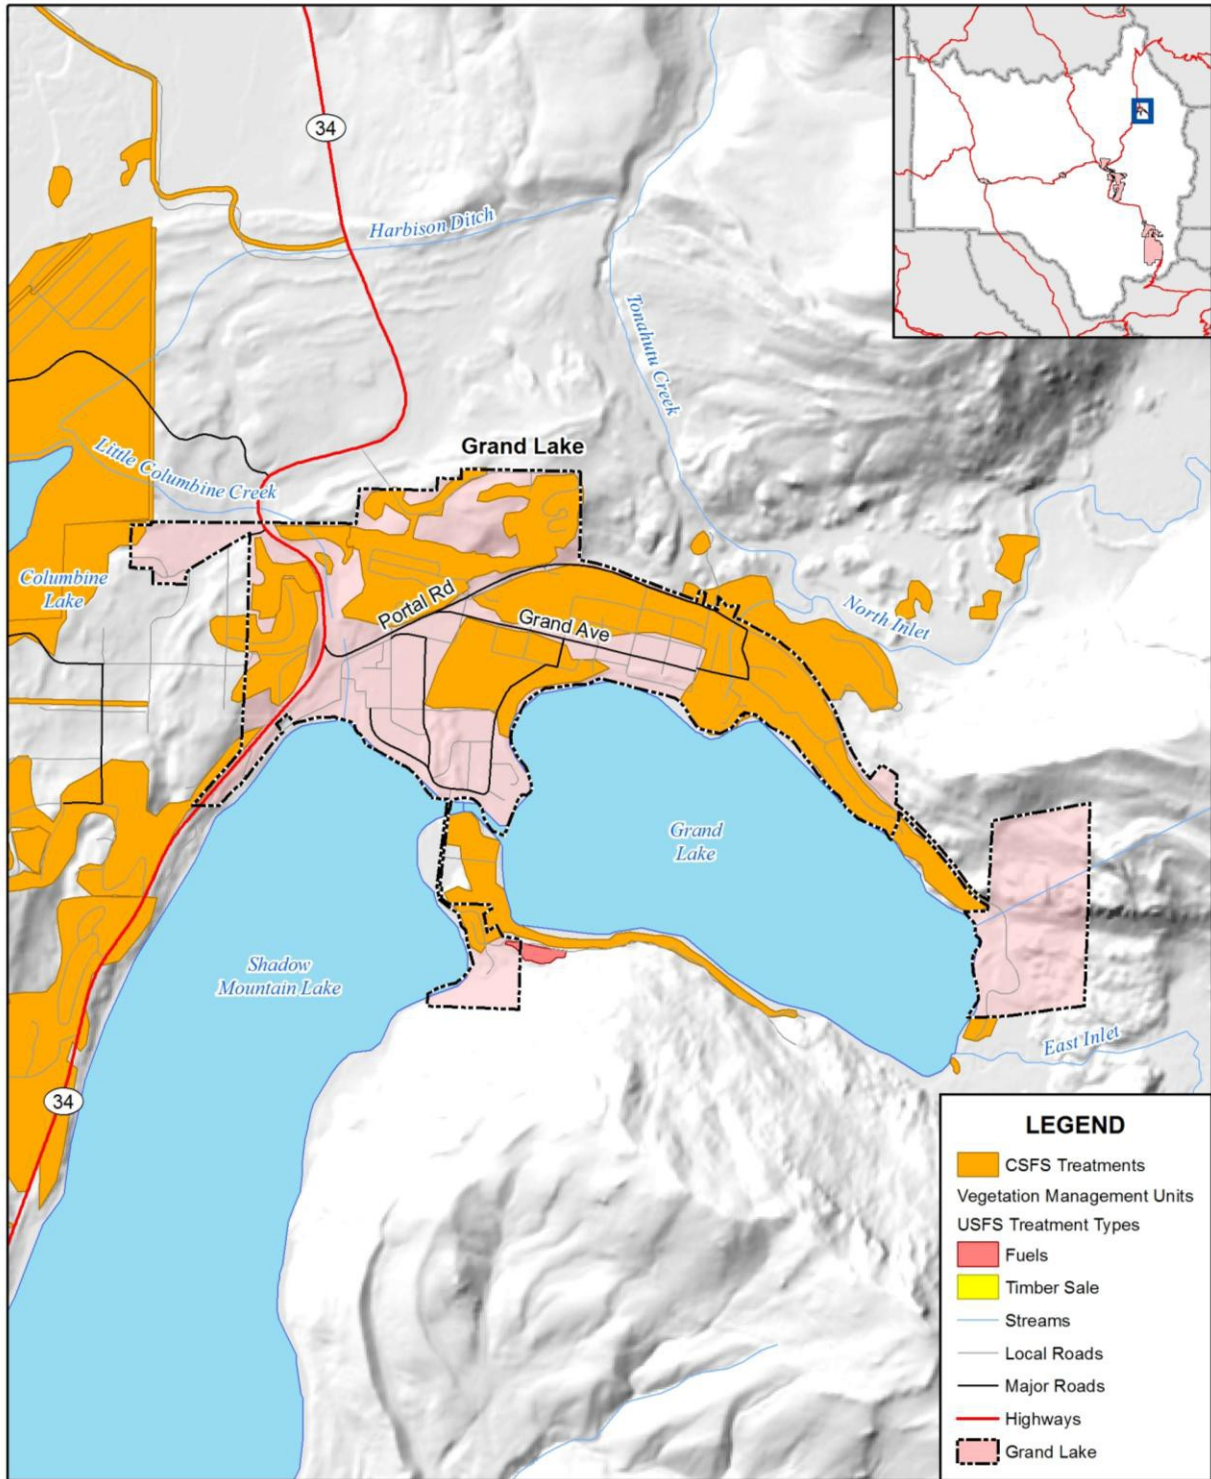 34
Harbison Ditch
Tonahutu Creek
Grand Lake
Little Columbine Creek
Columbine
Lake
Portal Rd
Grand Ave
North Inlet
Grand
Lake
Shadow
Mountain Lake
East Inlet
34
LEGEND
CSFS Treatments
Vegetation Management Units
USFS Treatment Types
Fuels
Timber Sale
Streams
Local Roads
Major Roads
Highways
Grand Lake